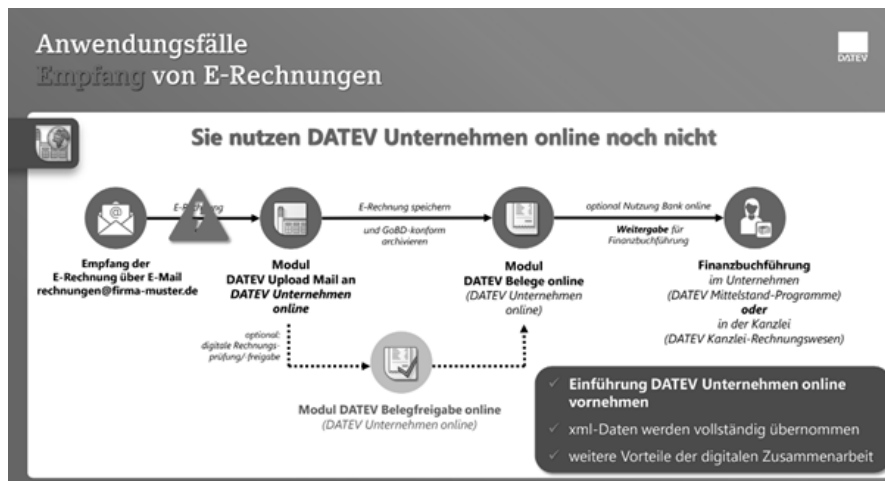 Anwendungsfälle
Empfang von E-Rechnungen
DATEV
Sie nutzen DATEV Unternehmen online noch nicht
E-Rechnung
E-Rechnung speichern
und GoBD-konform
archivieren
optional Nutzung Bank online
Weitergabe für
Finanzbuchführung
Empfang der
E-Rechnung über E-Mail
rechnungen@firma-muster.de
Modul
DATEV Upload Mail an
DATEV Unternehmen
online
Modul
DATEV Belege online
(DATEV Unternehmen
online)
Finanzbuchführung
im Unternehmen
(DATEV Mittelstand-Programme)
oder
in der Kanzlei
(DATEV Kanzlei-Rechnungswesen)
optional:
digitale Rechnungs-
prüfung/-freigabe
Modul DATEV Belegfreigabe online
(DATEV Unternehmen online)
✓ Einführung DATEV Unternehmen online
vornehmen
✓ xml-Daten werden vollständig übernommen
✓ weitere Vorteile der digitalen Zusammenarbeit